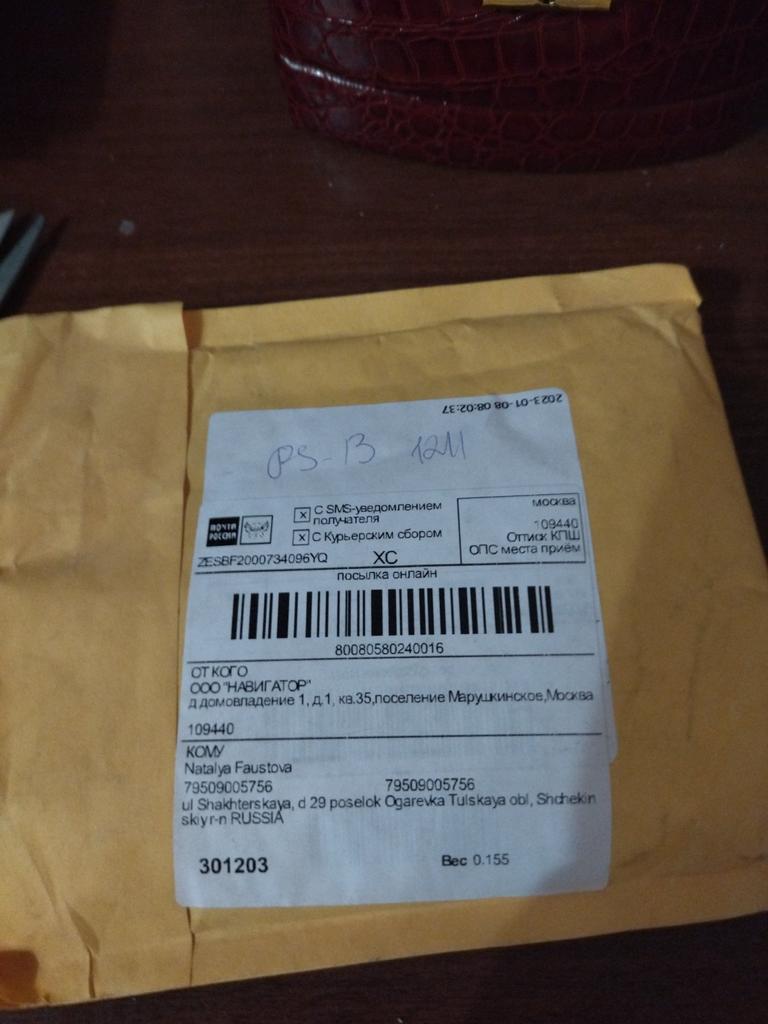 2023-01-08 08:02:37
PS-13 1211
ПОЧТА
РОССИИ
x С SMS-уведомлением
получателя
x С Курьерским сбором
москва
109440
Оттиск КПШ
ОПС места прием
ZESBF2000734096YQ
XC
посылка онлайн
80080580240016
ОТ КОГО
ООО "НАВИГАТОР"
д домовладение 1, д.1, кв.35,поселение Марушкинское,Москва
109440
КОМУ
Natalya Faustova
79509005756 79509005756
ul Shakhterskaya, d 29 poselok Ogarevka Tulskaya obl, Shchekin
skiy r-n RUSSIA
301203
Вес 0.155